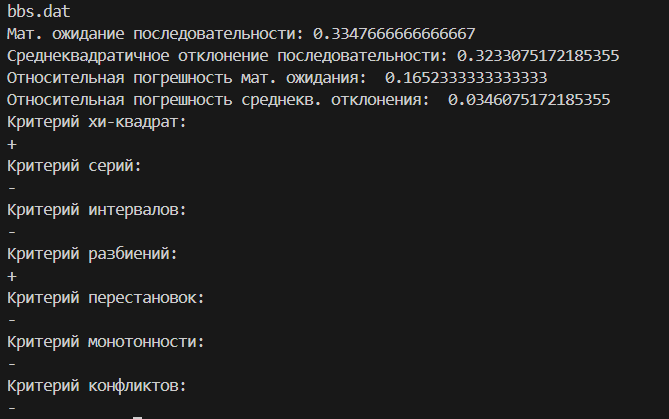 bbs.dat
Мат. ожидание последовательности: 0.3347666666666667
Среднеквадратичное отклонение последовательности: 0.3233075172185355
Относительная погрешность мат. ожидания:  0.1652333333333333
Относительная погрешность среднекв. отклонения:  0.0346075172185355
Критерий хи-квадрат:
+
Критерий серий:
-
Критерий интервалов:
-
Критерий разбиений:
+
Критерий перестановок:
-
Критерий монотонности:
-
Критерий конфликтов:
-